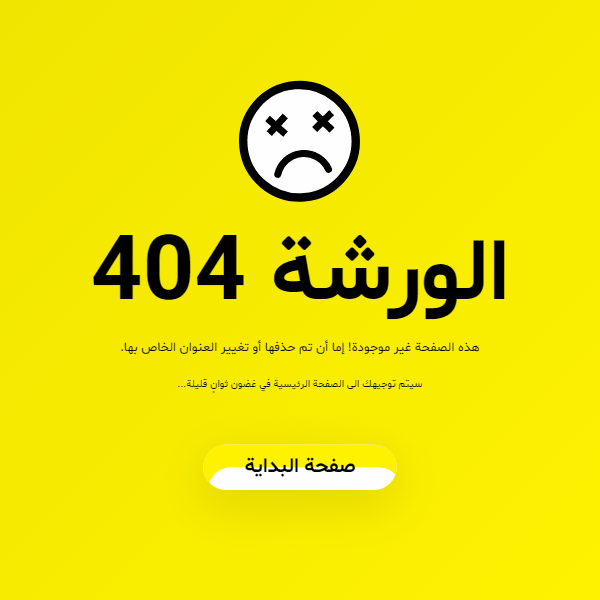 الورشة 404
هذه الصفحة غير موجودة! إما أن تم حذفها أو تغيير العنوان الخاص بها.
سيتم توجيهك الى الصفحة الرئيسية في غضون ثوانٍ قليلة...
صفحة البداية